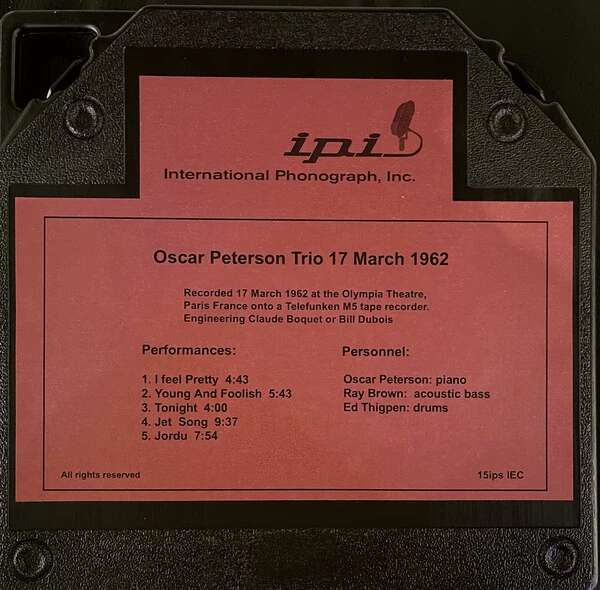 ipi
International Phonograph, Inc.
Oscar Peterson Trio 17 March 1962
Recorded 17 March 1962 at the Olympia Theatre,
Paris France onto a Telefunken M5 tape recorder.
Engineering Claude Boquet or Bill Dubois
Performances:
1. I feel Pretty 4:43
2. Young And Foolish 5:43
3. Tonight 4:00
4. Jet Song 9:37
5. Jordu 7:54
Personnel:
Oscar Peterson: piano
Ray Brown: acoustic bass
Ed Thigpen: drums
All rights reserved
15ips IEC